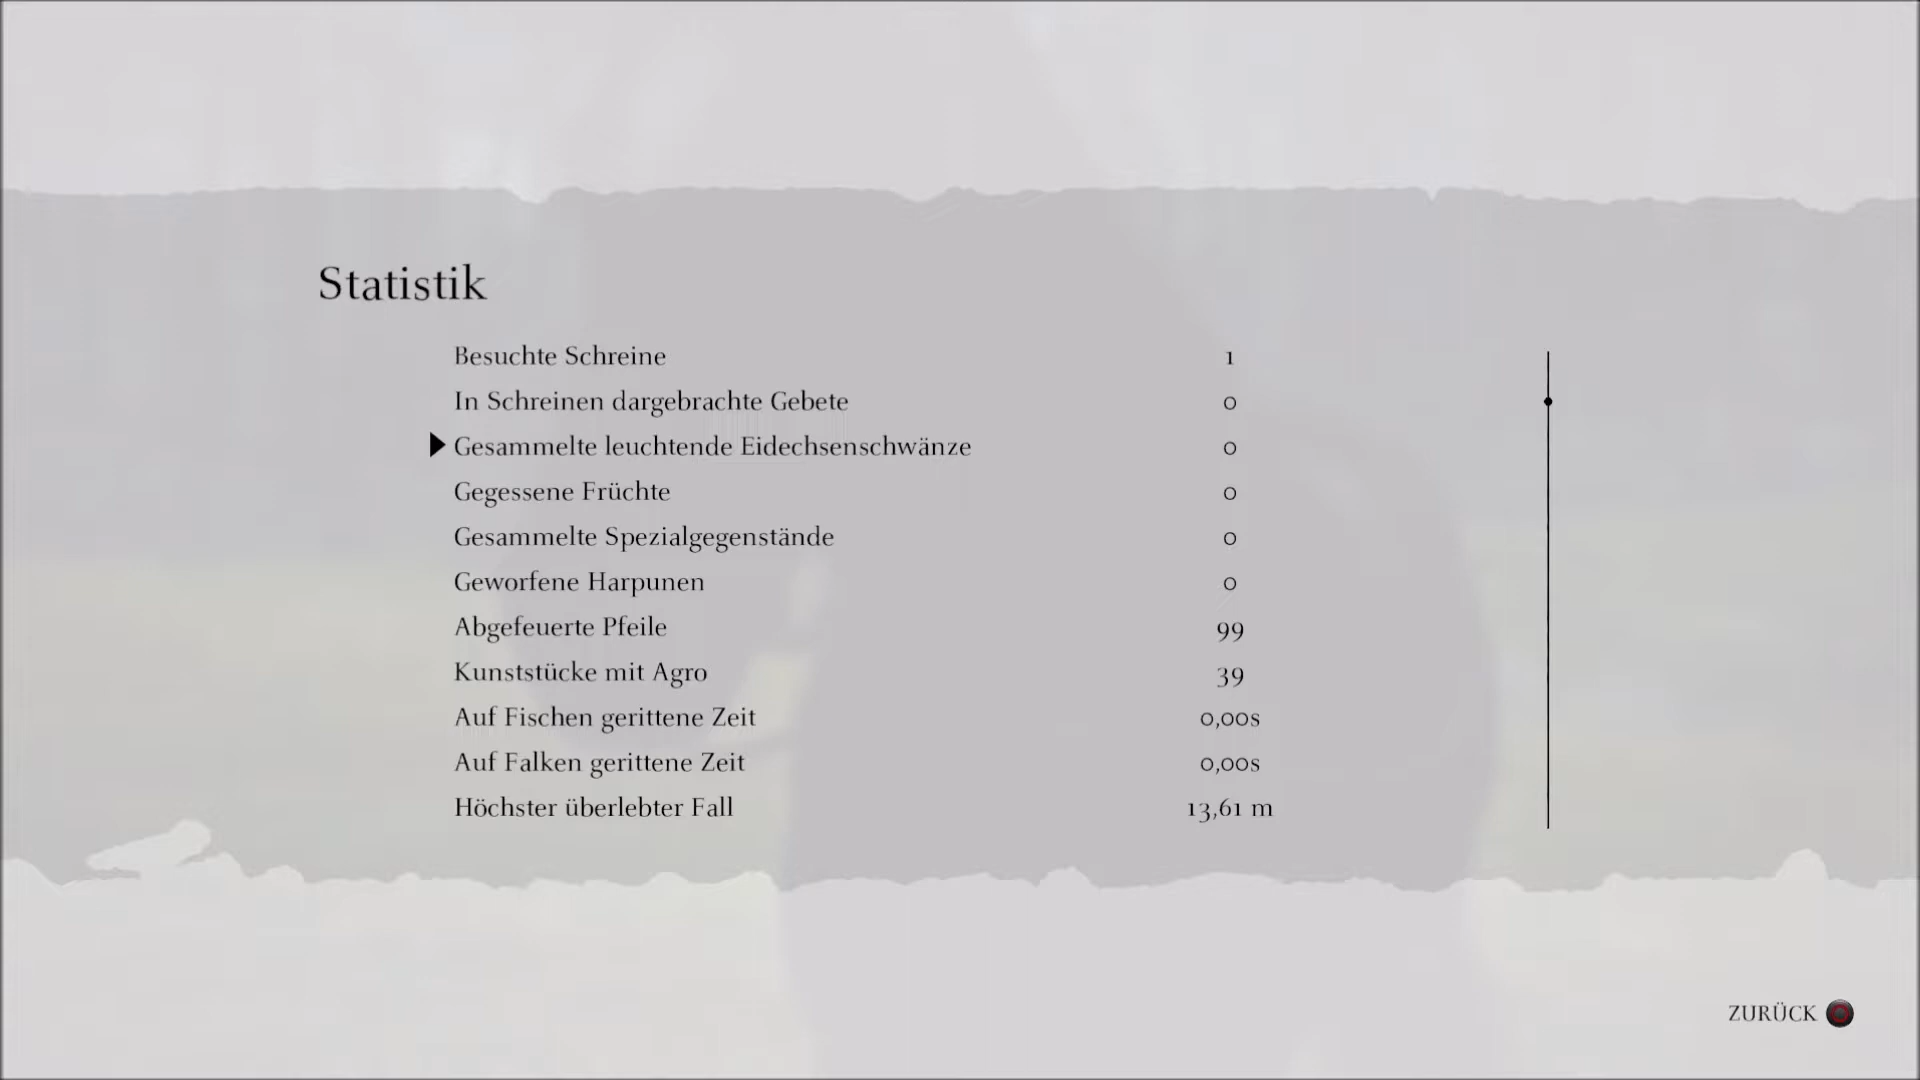 Statistik
Besuchte Schreine 1
In Schreinen dargebrachte Gebete 0
Gesammelte leuchtende Eidechsenschwänze 0
Gegessene Früchte 0
Gesammelte Spezialgegenstände 0
Geworfene Harpunen 0
Abgefeuerte Pfeile 99
Kunststücke mit Agro 39
Auf Fischen gerittene Zeit 0,00s
Auf Falken gerittene Zeit 0,00s
Höchster überlebter Fall 13,61 m
ZURÜCK